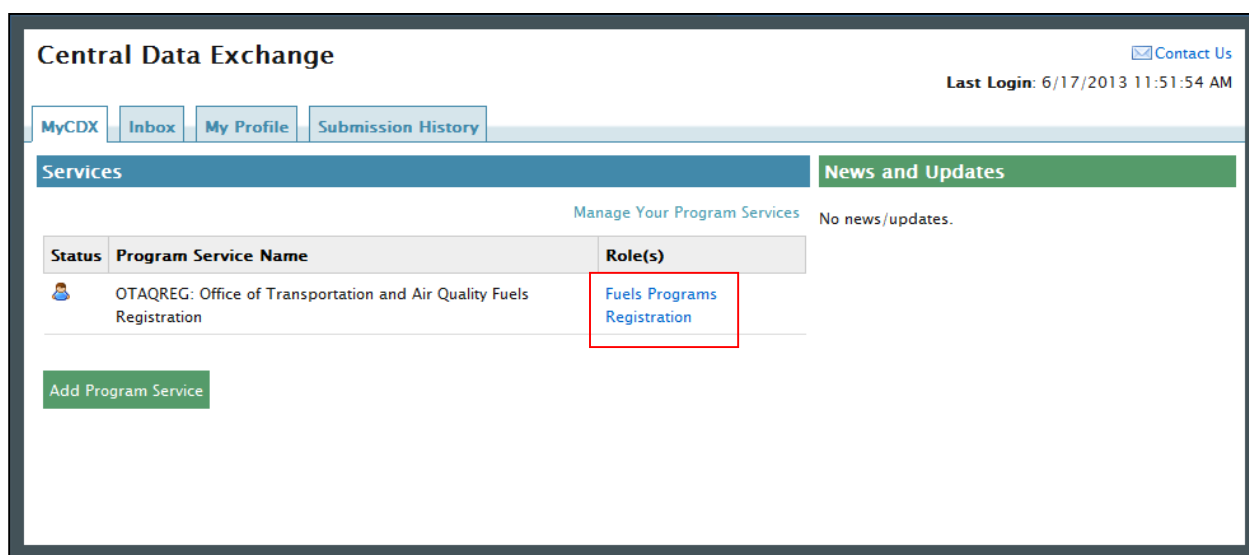 Central Data Exchange
Contact Us
Last Login: 6/17/2013 11:51:54 AM
MyCDX Inbox My Profile Submission History
Services
News and Updates
Manage Your Program Services
No news/updates.
Status Program Service Name Role(s)
OTAQREG: Office of Transportation and Air Quality Fuels
Registration
Fuels Programs
Registration
Add Program Service